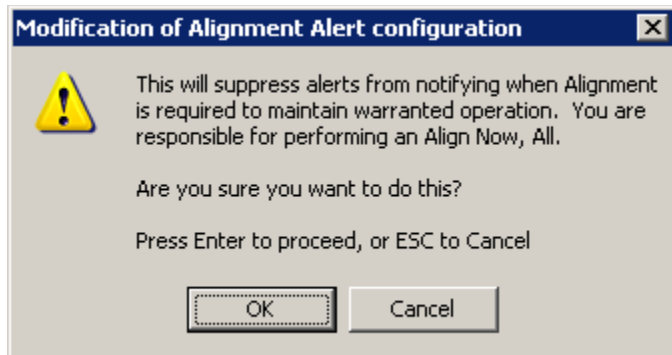 Modification of Alignment Alert configuration
This will suppress alerts from notifying when Alignment
is required to maintain warranted operation.  You are
responsible for performing an Align Now, All.
Are you sure you want to do this?
Press Enter to proceed, or ESC to Cancel
OK
Cancel